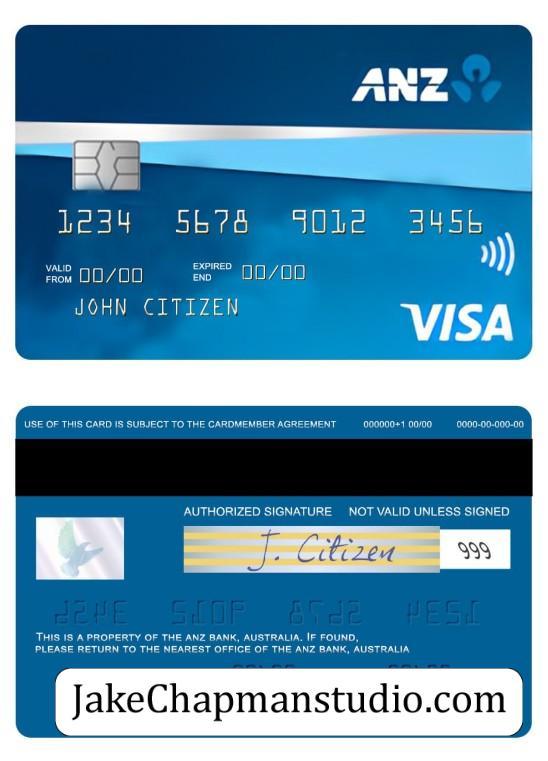 ANZ
1234 5678 9012 3456
VALID FROM 00/00 EXPIRED END 00/00
JOHN CITIZEN
VISA
USE OF THIS CARD IS SUBJECT TO THE CARDMEMBER AGREEMENT 000000+1 00/00 0000-00-000-00
AUTHORIZED SIGNATURE NOT VALID UNLESS SIGNED
J. Citizen 999
THIS IS A PROPERTY OF THE ANZ BANK, AUSTRALIA. IF FOUND,
PLEASE RETURN TO THE NEAREST OFFICE OF THE ANZ BANK, AUSTRALIA
JakeChapmanstudio.com